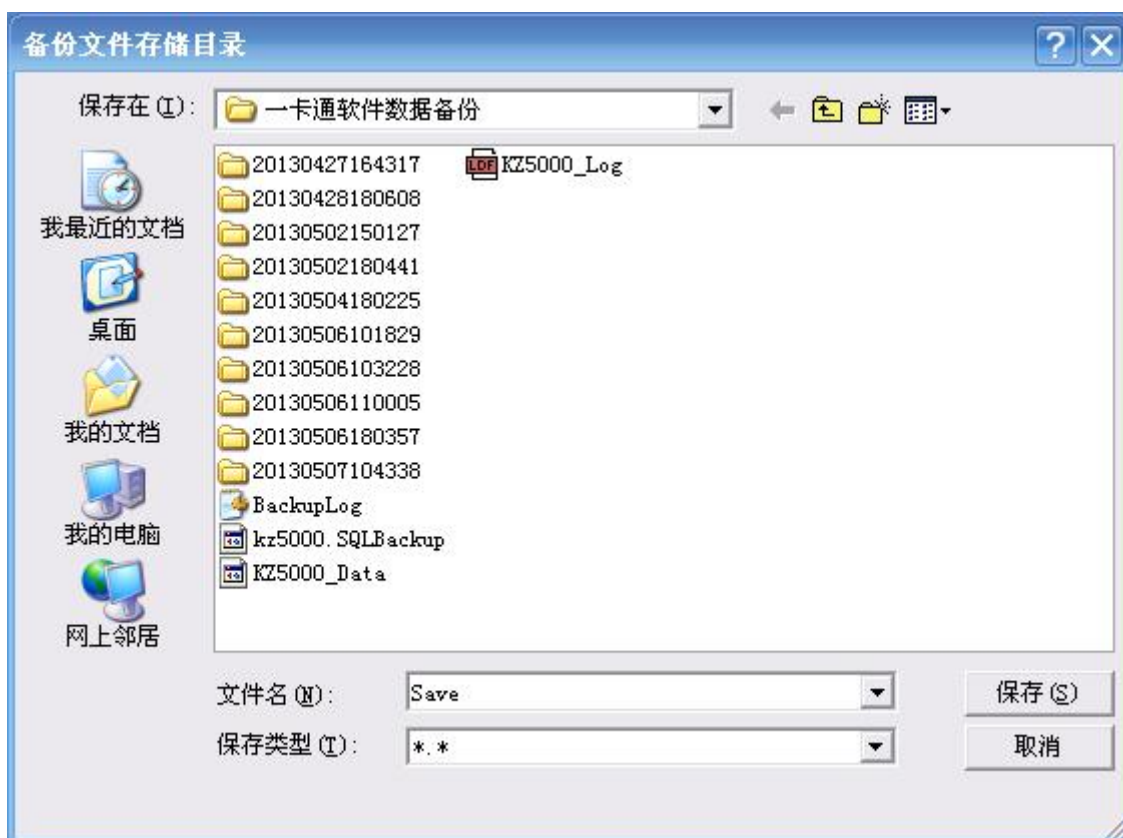 备份文件存储目录
保存在(I):
一卡通软件数据备份
我最近的文档
桌面
我的文档
我的电脑
网上邻居
20130427164317
20130428180608
20130502150127
20130502180441
20130504180225
20130506101829
20130506103228
20130506110005
20130506180357
20130507104338
BackupLog
kz5000.SQLBackup
KZ5000_Data
LDF KZ5000_Log
文件名(N): Save
保存(S)
保存类型(T): *.*
取消